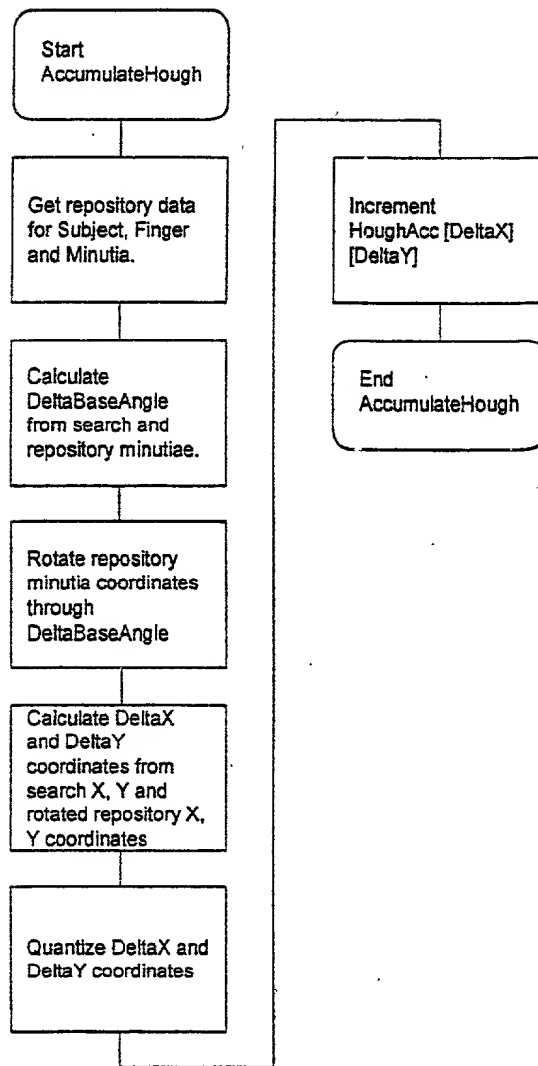 Start
AccumulateHough
Get repository data
for Subject, Finger
and Minutia.
Calculate
DeltaBaseAngle
from search and
repository minutiae.
Rotate repository
minutia coordinates
through
DeltaBaseAngle
Calculate DeltaX
and DeltaY
coordinates from
search X, Y and
rotated repository X,
Y coordinates
Quantize DeltaX and
DeltaY coordinates
Increment
HoughAcc [DeltaX]
[DeltaY]
End
AccumulateHough